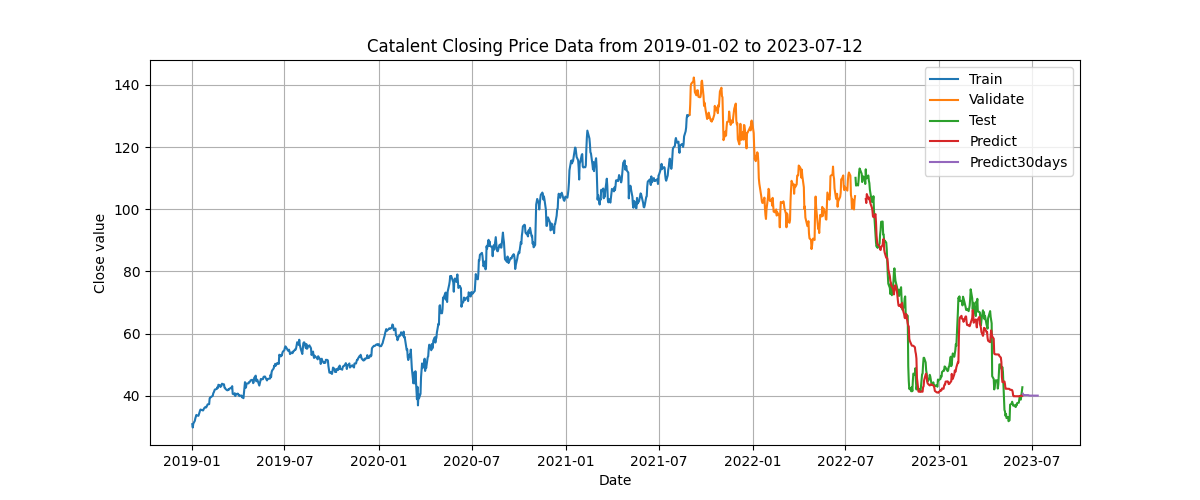 Catalent Closing Price Data from 2019-01-02 to 2023-07-12
Train
Validate
Test
Predict
Predict30days
Close value
140
120
100
80
60
40
2019-01 2019-07 2020-01 2020-07 2021-01 2021-07 2022-01 2022-07 2023-01 2023-07
Date